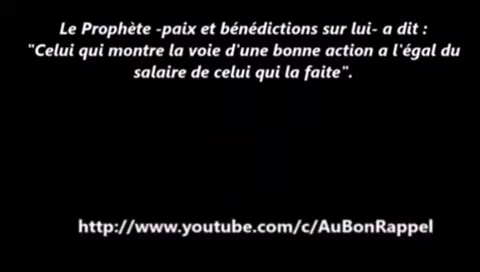 Le Prophète -paix et bénédictions sur lui- a dit :
"Celui qui montre la voie d'une bonne action a l'égal du
salaire de celui qui la faite".
http://www.youtube.com/c/AuBonRappel